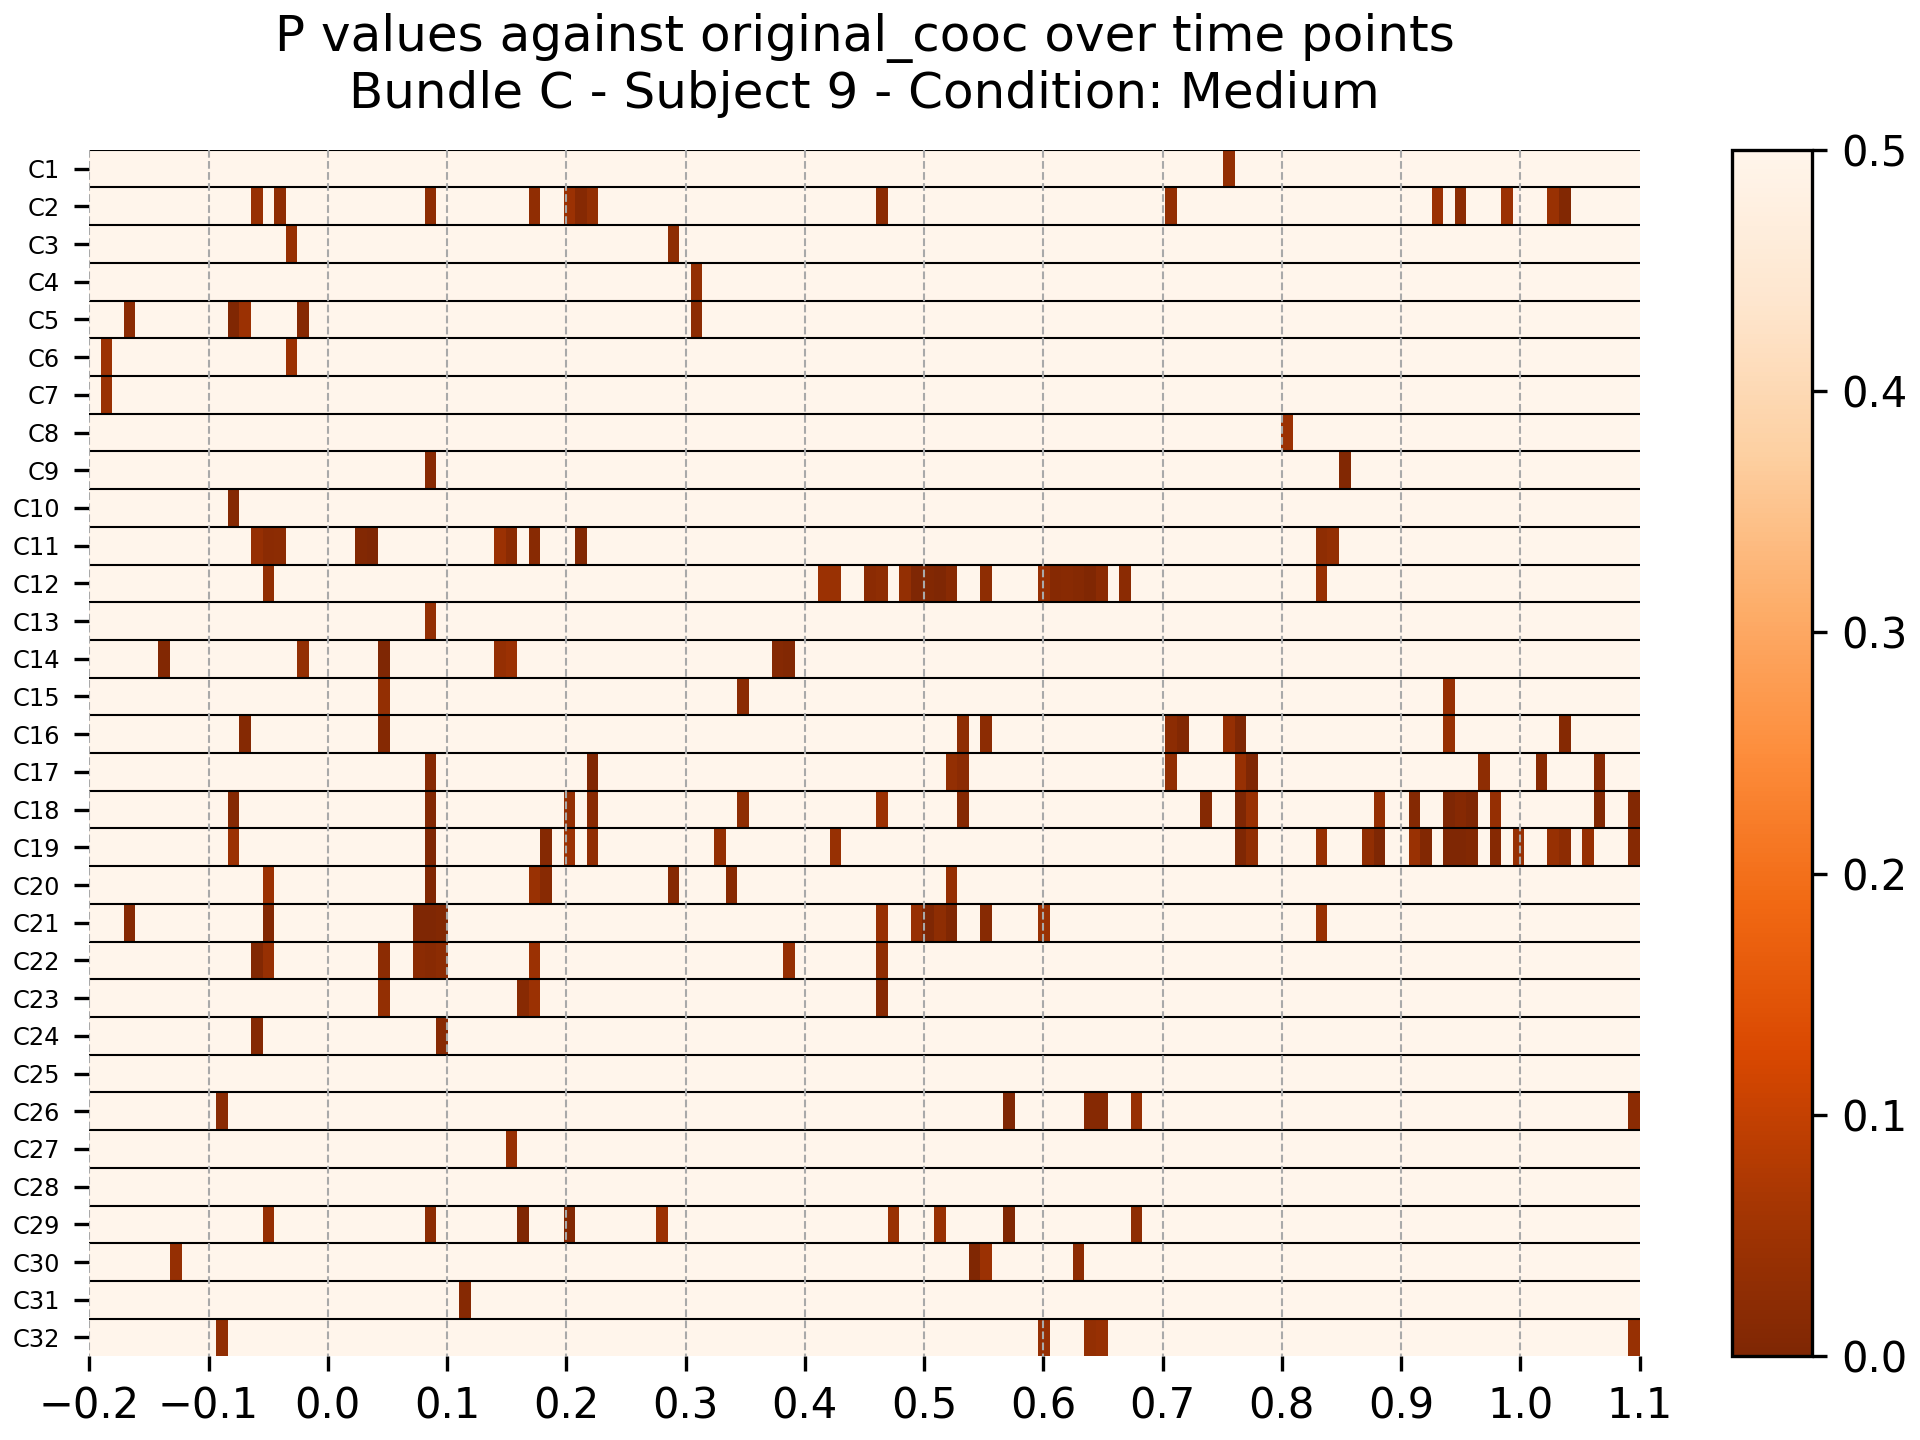 P values against original_cooc over time points
Bundle C - Subject 9 - Condition: Medium
C1
C2
C3
C4
C5
C6
C7
C8
C9
C10
C11
C12
C13
C14
C15
C16
C17
C18
C19
C20
C21
C22
C23
C24
C25
C26
C27
C28
C29
C30
C31
C32
−0.2 −0.1 0.0 0.1 0.2 0.3 0.4 0.5 0.6 0.7 0.8 0.9 1.0 1.1
0.5
0.4
0.3
0.2
0.1
0.0